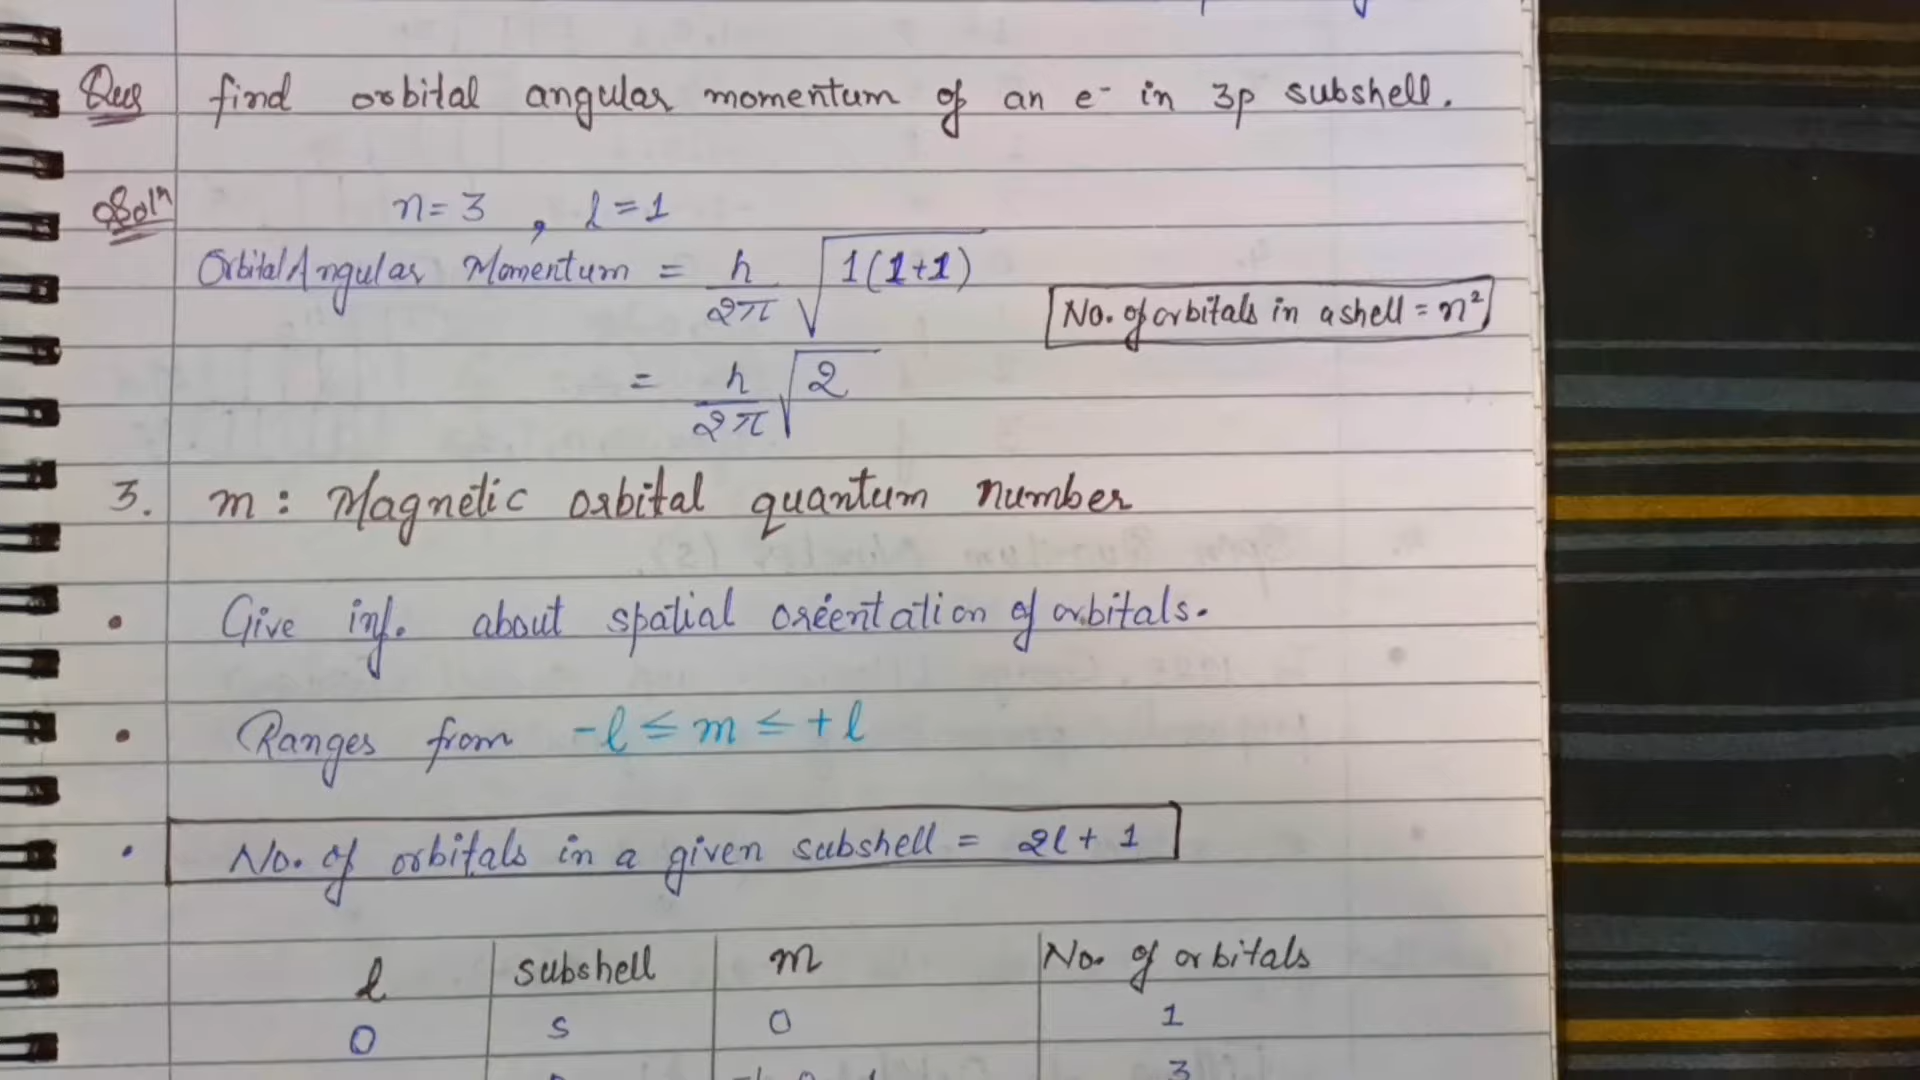 Ques find orbital angular momentum of an e⁻ in 3p subshell.
Solⁿ n=3 , l=1
Orbital Angular Momentum = h/2π √1(1+1)
No. of orbitals in a shell = n²
= h/2π √2
3. m : Magnetic orbital quantum number
• Give inf. about spatial orientation of orbitals.
• Ranges from -l ≤ m ≤ +l
• No. of orbitals in a given subshell = 2l + 1
l subshell m No. of orbitals
0 s 0 1
3